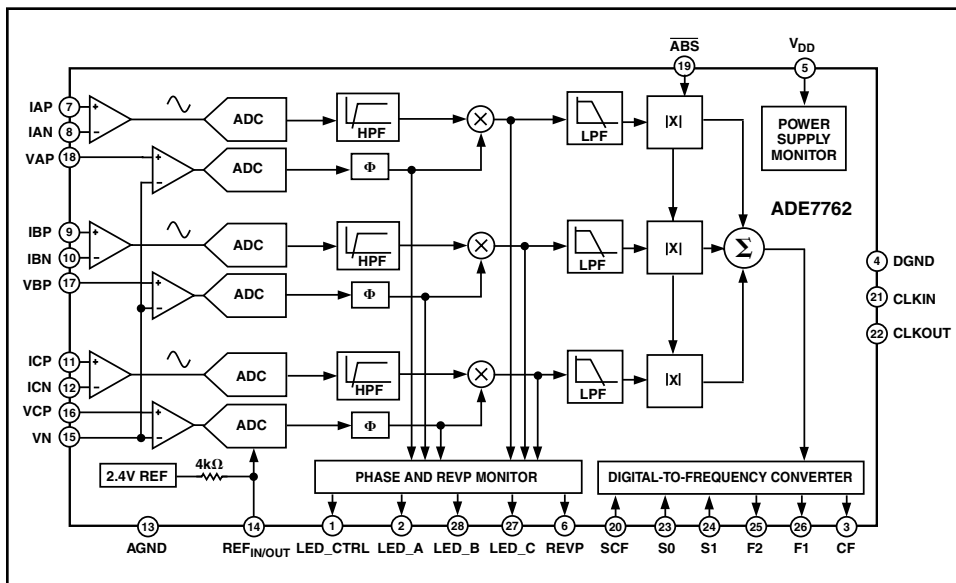 ABS
VDD
19
5
IAP 7 + ADC HPF × LPF |X| POWER SUPPLY MONITOR
IAN 8 −
VAP 18 + − ADC Φ
ADE7762
IBP 9 + ADC HPF × LPF |X| Σ
IBN 10 −
4 DGND
VBP 17 + − ADC Φ
21 CLKIN
22 CLKOUT
ICP 11 + ADC HPF × LPF |X|
ICN 12 −
VCP 16 + − ADC Φ
VN 15
2.4V REF 4kΩ PHASE AND REVP MONITOR DIGITAL-TO-FREQUENCY CONVERTER
13 14 1 2 28 27 6 20 23 24 25 26 3
AGND REFIN/OUT LED_CTRL LED_A LED_B LED_C REVP SCF S0 S1 F2 F1 CF